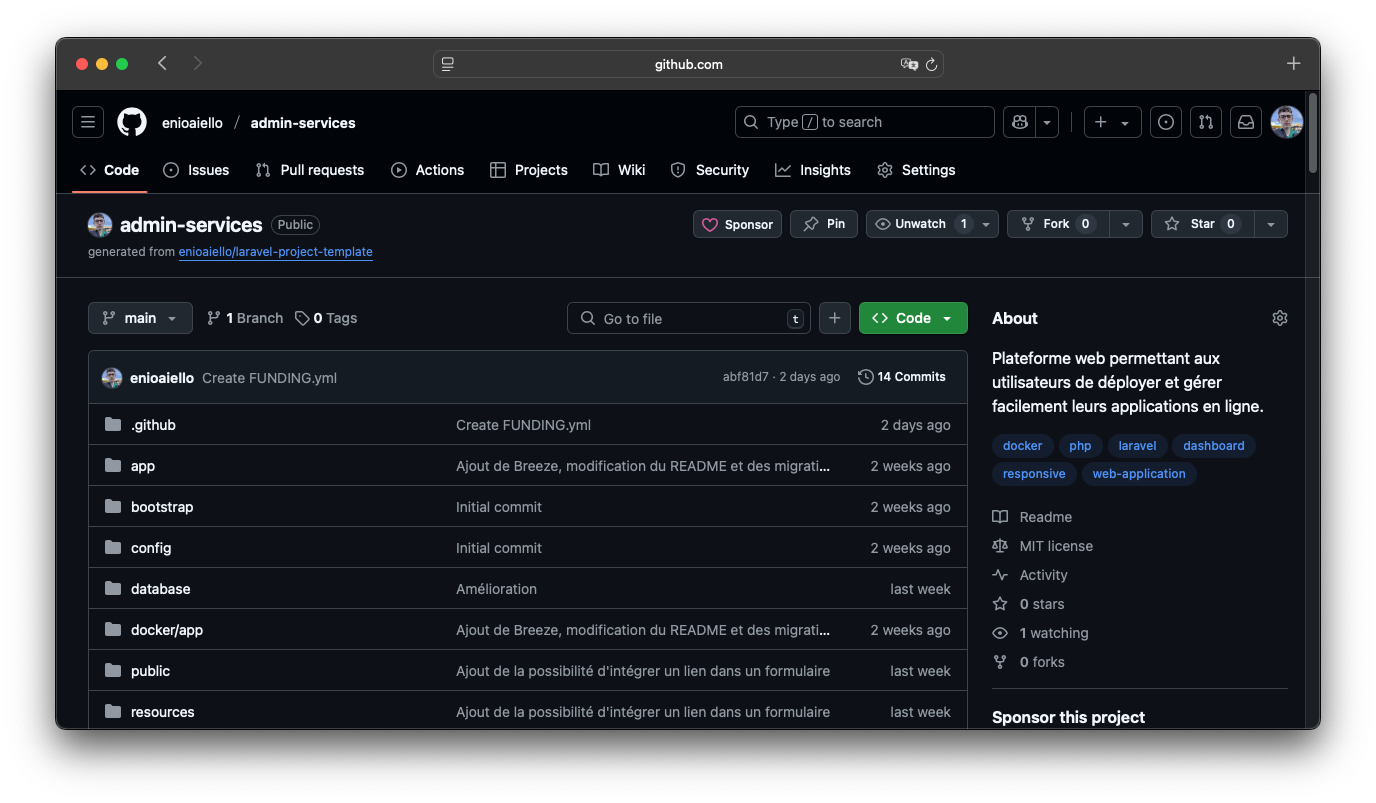 github.com
enioaiello / admin-services
Type / to search
Code Issues Pull requests Actions Projects Wiki Security Insights Settings
admin-services Public
Sponsor Pin Unwatch 1 Fork 0 Star 0
generated from enioaiello/laravel-project-template
main 1 Branch 0 Tags
Go to file t
Code
enioaiello Create FUNDING.yml abf81d7 · 2 days ago 14 Commits
.github Create FUNDING.yml 2 days ago
app Ajout de Breeze, modification du README et des migrati... 2 weeks ago
bootstrap Initial commit 2 weeks ago
config Initial commit 2 weeks ago
database Amélioration last week
docker/app Ajout de Breeze, modification du README et des migrati... 2 weeks ago
public Ajout de la possibilité d'intégrer un lien dans un formulaire last week
resources Ajout de la possibilité d'intégrer un lien dans un formulaire last week
About
Plateforme web permettant aux
utilisateurs de déployer et gérer
facilement leurs applications en ligne.
docker php laravel dashboard
responsive web-application
Readme
MIT license
Activity
0 stars
1 watching
0 forks
Sponsor this project